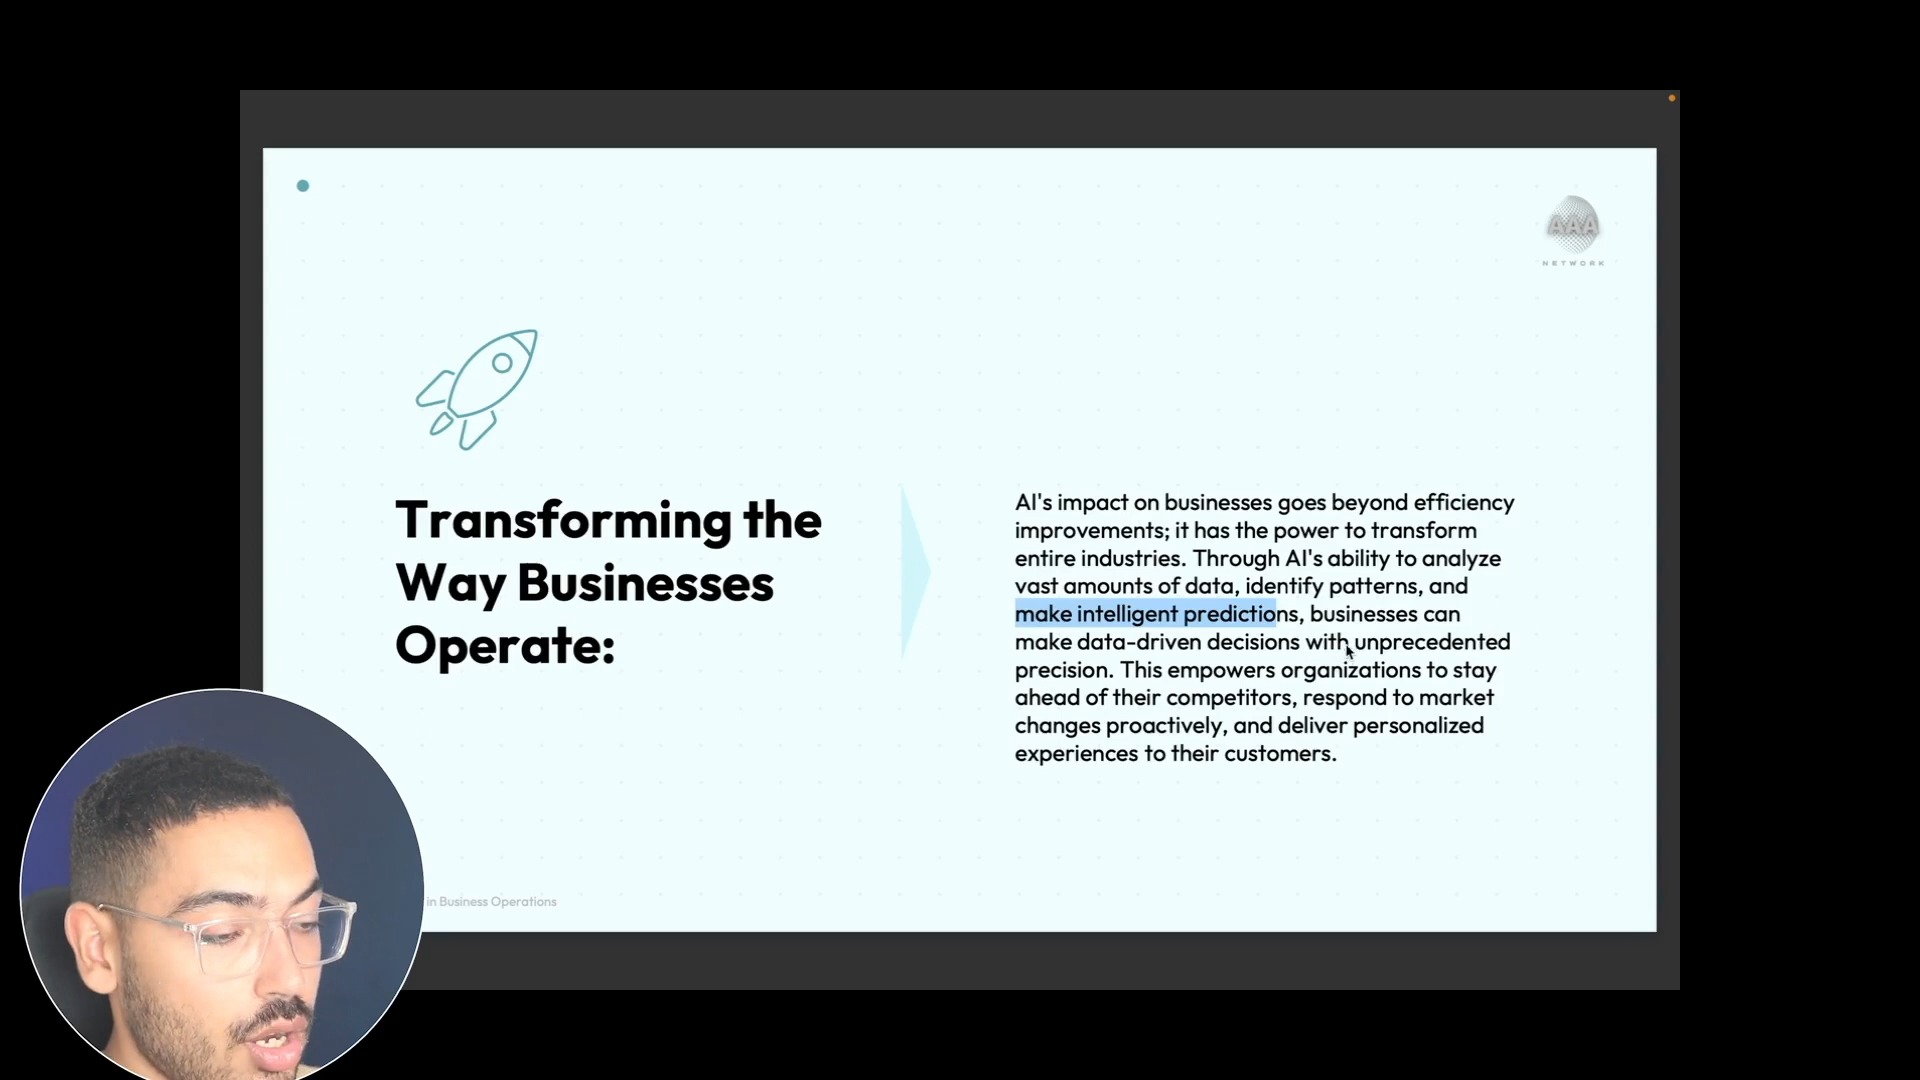 AAA
NETWORK
Transforming the
Way Businesses
Operate:
AI's impact on businesses goes beyond efficiency
improvements; it has the power to transform
entire industries. Through AI's ability to analyze
vast amounts of data, identify patterns, and
make intelligent predictions, businesses can
make data-driven decisions with unprecedented
precision. This empowers organizations to stay
ahead of their competitors, respond to market
changes proactively, and deliver personalized
experiences to their customers.
in Business Operations